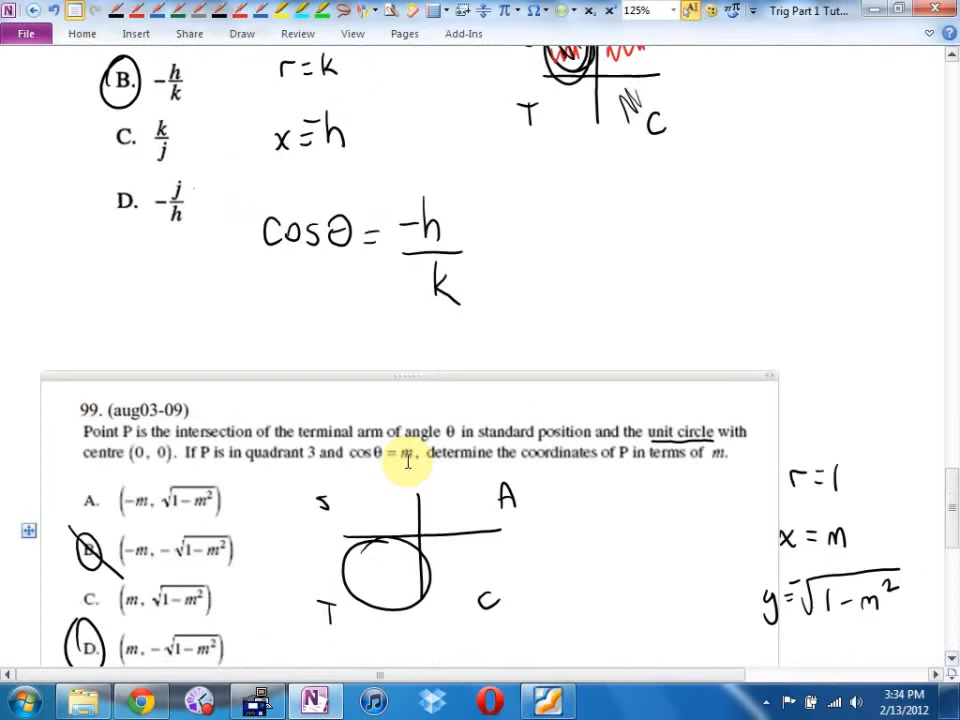 125%
Trig Part 1 Tut...
File Home Insert Share Draw Review View Pages Add-Ins
B. -h/k
r = k
C. k/j
x = h
T C
D. -j/h
cosθ = -h/k
99. (aug03-09)
Point P is the intersection of the terminal arm of angle θ in standard position and the unit circle with
centre (0, 0). If P is in quadrant 3 and cosθ = m, determine the coordinates of P in terms of m.
r = 1
A. (-m, √1-m²)
S A
x = m
B. (-m, -√1-m²)
C. (m, √1-m²)
T C
y = -√1-m²
D. (m, -√1-m²)
3:34 PM
2/13/2012